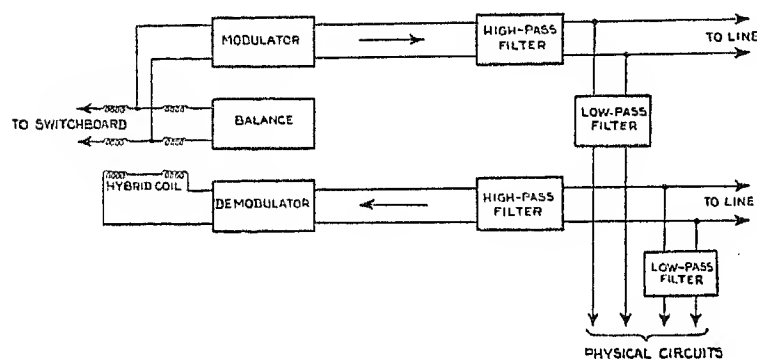 MODULATOR
HIGH-PASS
FILTER
TO LINE
TO SWITCHBOARD
BALANCE
LOW-PASS
FILTER
HYBRID COIL
DEMODULATOR
HIGH-PASS
FILTER
TO LINE
LOW-PASS
FILTER
PHYSICAL CIRCUITS